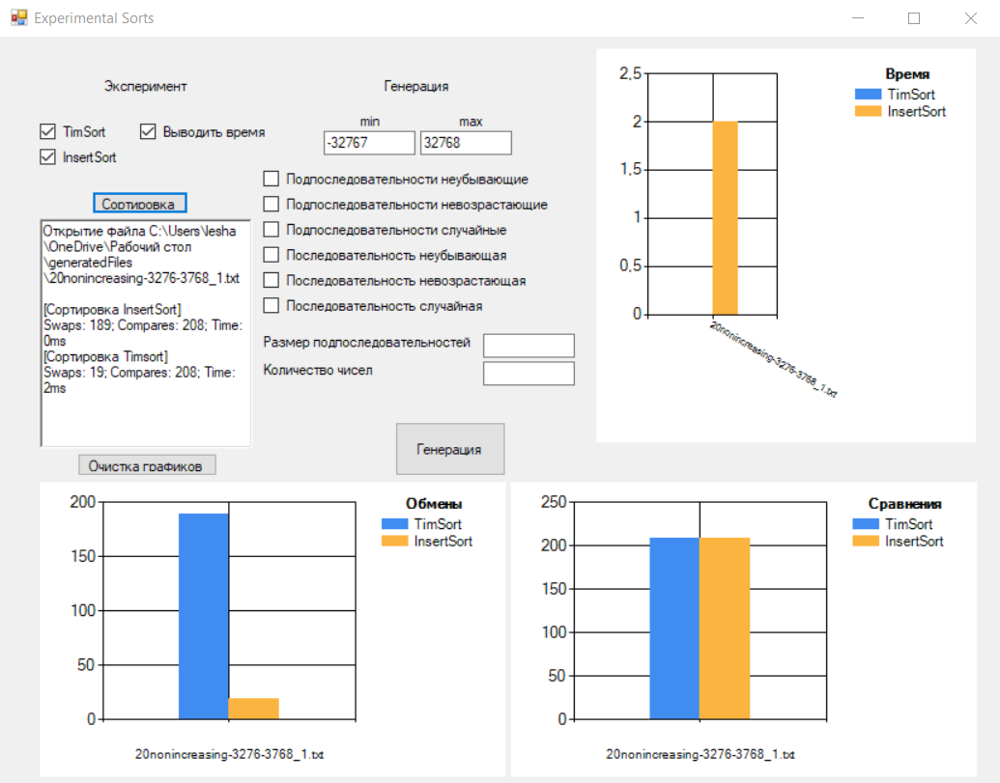 Experimental Sorts
Эксперимент
TimSort
Выводить время
InsertSort
Сортировка
Открытие файла C:\Users\lesha
\OneDrive\Рабочий стол
\generatedFiles
\20nonincreasing-3276-3768_1.txt
[Сортировка InsertSort]
Swaps: 189; Compares: 208; Time:
0ms
[Сортировка Timsort]
Swaps: 19; Compares: 208; Time:
2ms
Очистка графиков
Генерация
min
max
-32767
32768
Подпоследовательности неубывающие
Подпоследовательности невозрастающие
Подпоследовательности случайные
Последовательность неубывающая
Последовательность невозрастающая
Последовательность случайная
Размер подпоследовательностей
Количество чисел
Генерация
2,5
2
1,5
1
0,5
0
20nonincreasing-3276-3768_1.txt
Время
TimSort
InsertSort
200
150
100
50
0
20nonincreasing-3276-3768_1.txt
Обмены
TimSort
InsertSort
250
200
150
100
50
0
20nonincreasing-3276-3768_1.txt
Сравнения
TimSort
InsertSort